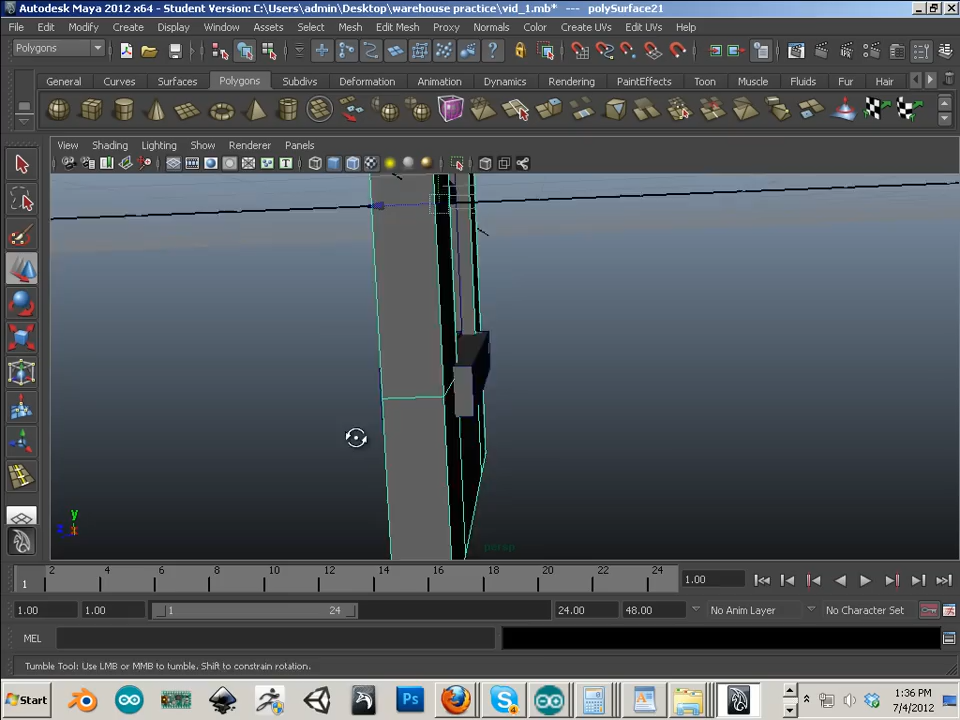 Autodesk Maya 2012 x64 - Student Version: C:\Users\admin\Desktop\warehouse practice\vid_1.mb* --- polySurface21
File Edit Modify Create Display Window Assets Select Mesh Edit Mesh Proxy Normals Color Create UVs Edit UVs Help
Polygons
General Curves Surfaces Polygons Subdivs Deformation Animation Dynamics Rendering PaintEffects Toon Muscle Fluids Fur Hair
View Shading Lighting Show Renderer Panels
y
persp
1 2 4 6 8 10 12 14 16 18 20 22 24 1.00
1.00 1.00 1 24 24.00 48.00 No Anim Layer No Character Set
MEL
Tumble Tool: Use LMB or MMB to tumble. Shift to constrain rotation.
Start 1:36 PM
7/4/2012